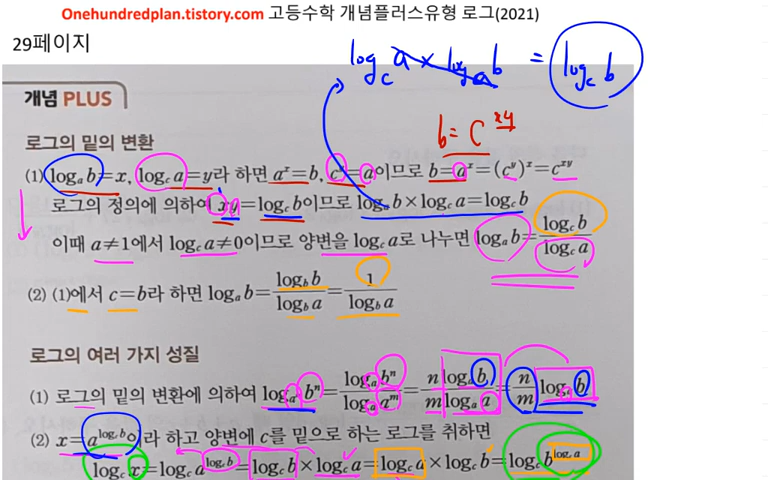 Onehundredplan.tistory.com 고등수학 개념플러스유형 로그(2021)
29페이지
log_c a × log_a b = log_c b
개념 PLUS
b = c^{xy}
로그의 밑의 변환
(1) log_a b=x, log_c a=y라 하면 a^x=b, c^y=a이므로 b=a^x=(c^y)^x=c^{xy}
로그의 정의에 의하여 xy=log_c b이므로 log_a b×log_c a=log_c b
이때 a≠1에서 log_c a≠0이므로 양변을 log_c a로 나누면 log_a b=\frac{log_c b}{log_c a}
(2) (1)에서 c=b라 하면 log_a b=\frac{log_b b}{log_b a}=\frac{1}{log_b a}
로그의 여러 가지 성질
(1) 로그의 밑의 변환에 의하여 log_{a^m} b^n=\frac{log_a b^n}{log_a a^m}=\frac{n log_a b}{m log_a a}=\frac{n}{m} log_a b
(2) x=a^{log_c b}이라 하고 양변에 c를 밑으로 하는 로그를 취하면
log_c x=log_c a^{log_c b}=log_c b×log_c a=log_c a×log_c b=log_c b^{log_c a}